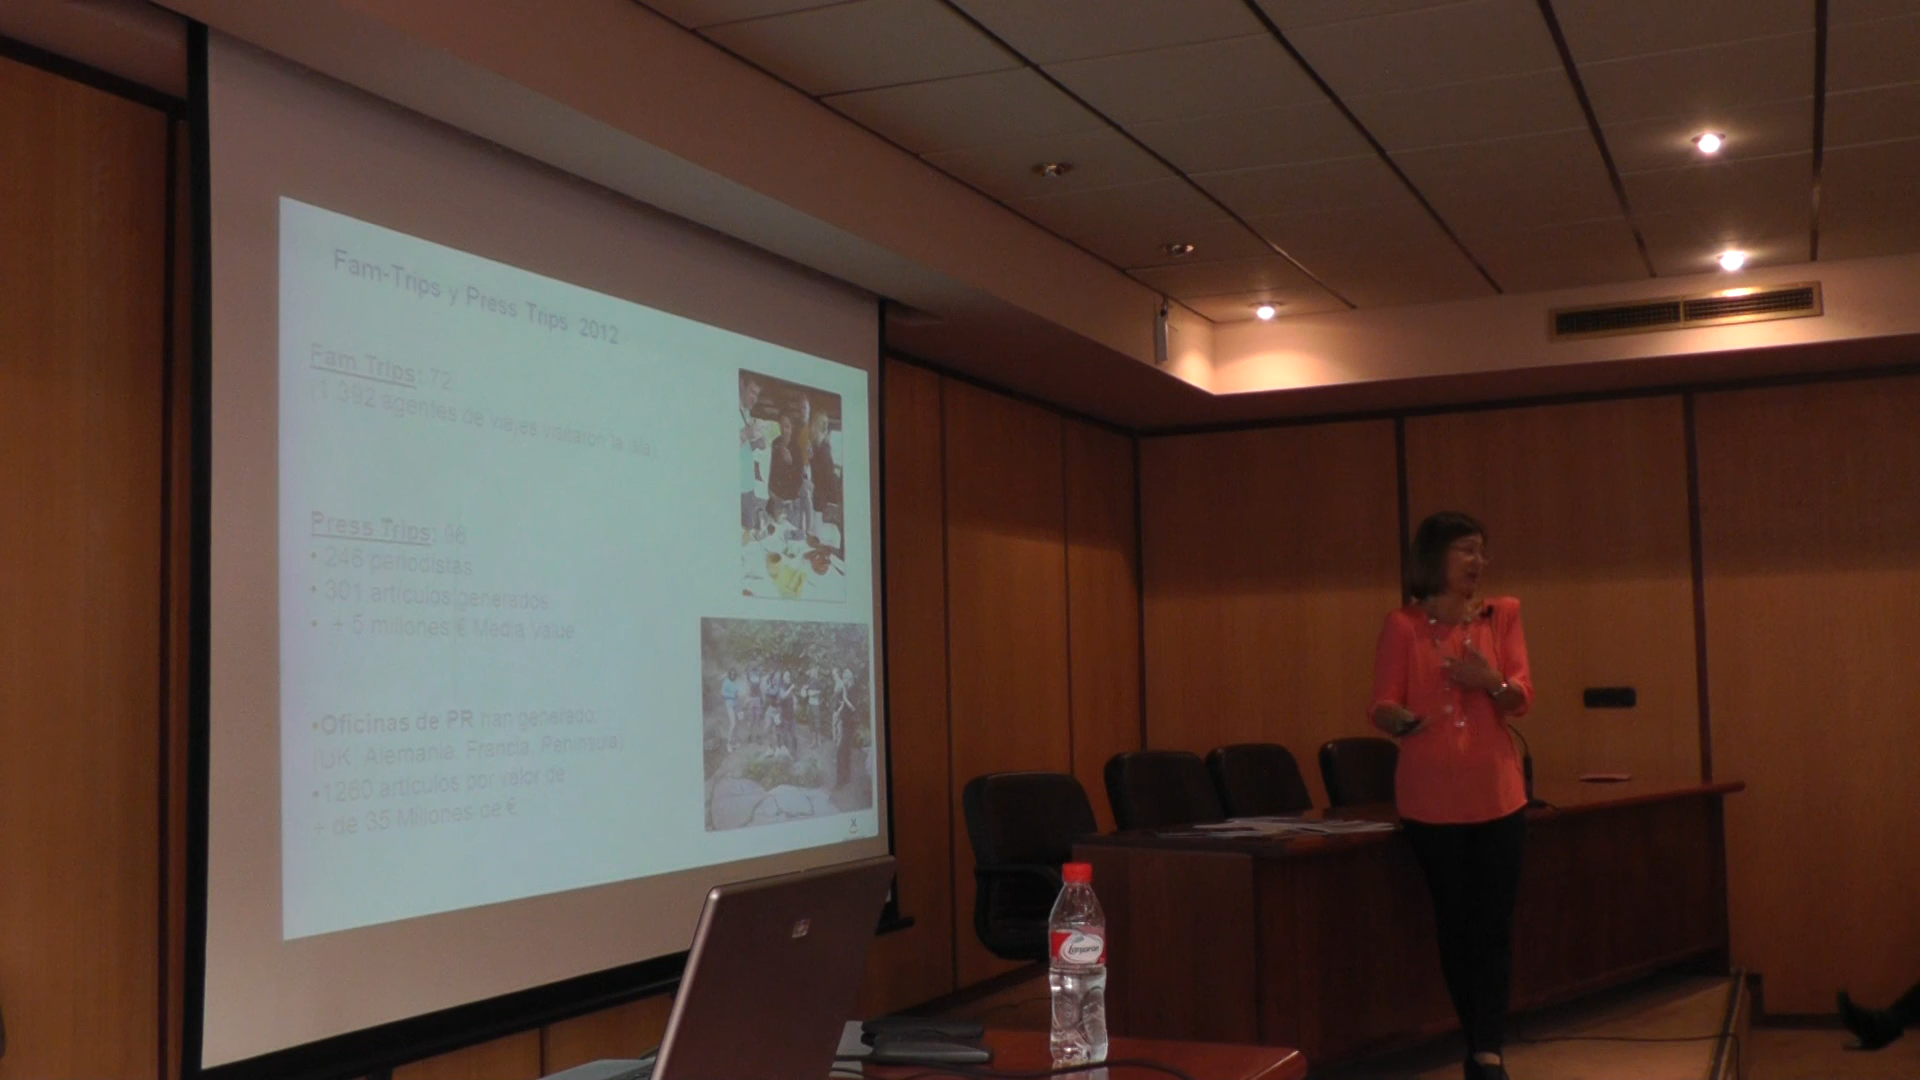 Fam-Trips y Press Trips 2012
Fam Trips: 72
(1.392 agentes de viajes visitaron la isla)
Press Trips: 96
• 246 periodistas
• 301 artículos generados
• + 5 millones € Media Value
•Oficinas de PR han generado:
(UK, Alemania, Francia, Península)
•1260 artículos por valor de
+ de 35 Millones de €
Lanjarón
hp